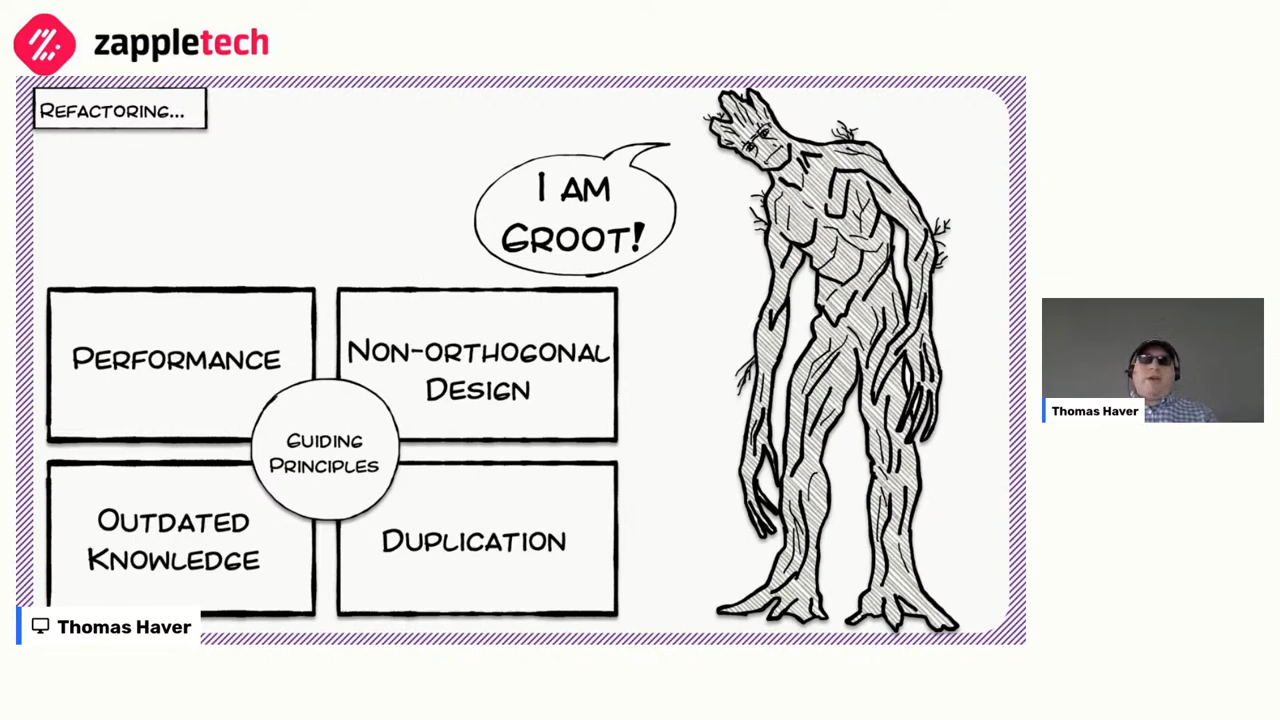 zappletech
Refactoring...
I am
Groot!
Performance
Non-orthogonal
Design
Guiding
Principles
Outdated
Knowledge
Duplication
Thomas Haver
Thomas Haver